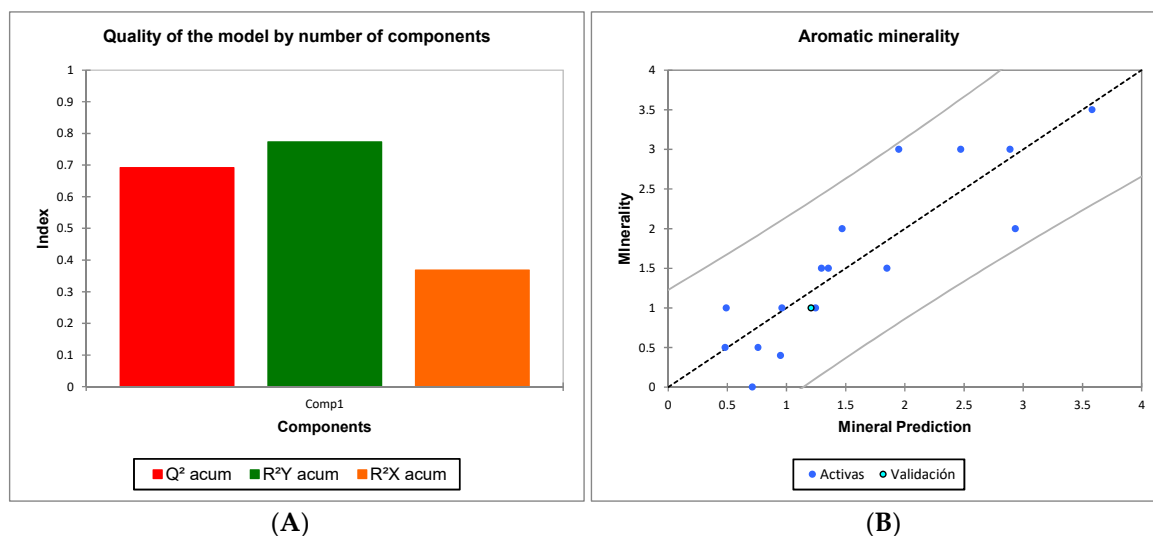 Quality of the model by number of components
1
0.9
0.8
0.7
0.6
0.5
0.4
0.3
0.2
0.1
0
Index
Comp1
Components
Q² acum R²Y acum R²X acum
(A)
Aromatic minerality
4
3.5
3
2.5
2
1.5
1
0.5
0
MInerality
0 0.5 1 1.5 2 2.5 3 3.5 4
Mineral Prediction
Activas Validación
(B)